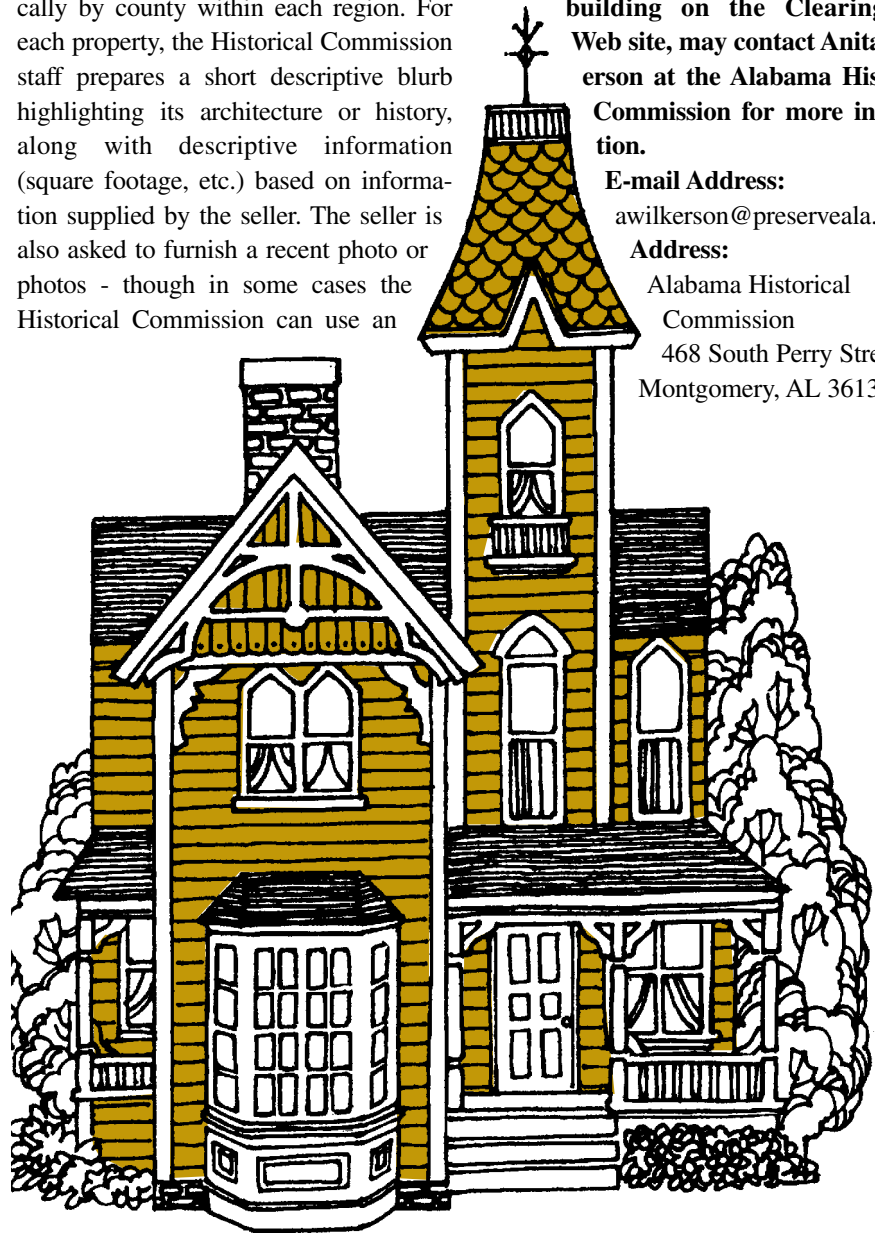 cally by county within each region. For
each property, the Historical Commission
staff prepares a short descriptive blurb
highlighting its architecture or history,
along with descriptive information
(square footage, etc.) based on informa-
tion supplied by the seller. The seller is
also asked to furnish a recent photo or
photos - though in some cases the
Historical Commission can use an
building on the Clearing
Web site, may contact Anita
erson at the Alabama His
Commission for more in
tion.
E-mail Address:
awilkerson@preserveala.
Address:
Alabama Historical
Commission
468 South Perry Stre
Montgomery, AL 3613